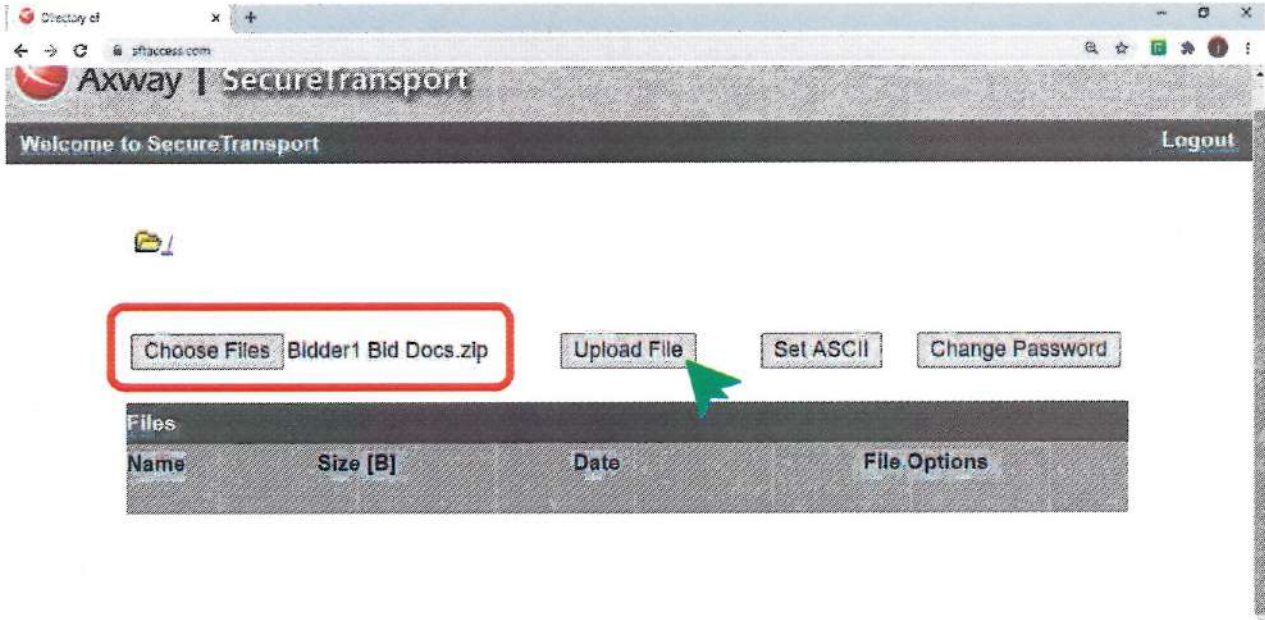 Directory of
sftaccess.com
Axway | SecureTransport
Welcome to SecureTransport
Logout
/
Choose Files Bidder1 Bid Docs.zip
Upload File
Set ASCII
Change Password
Files
Name
Size [B]
Date
File Options